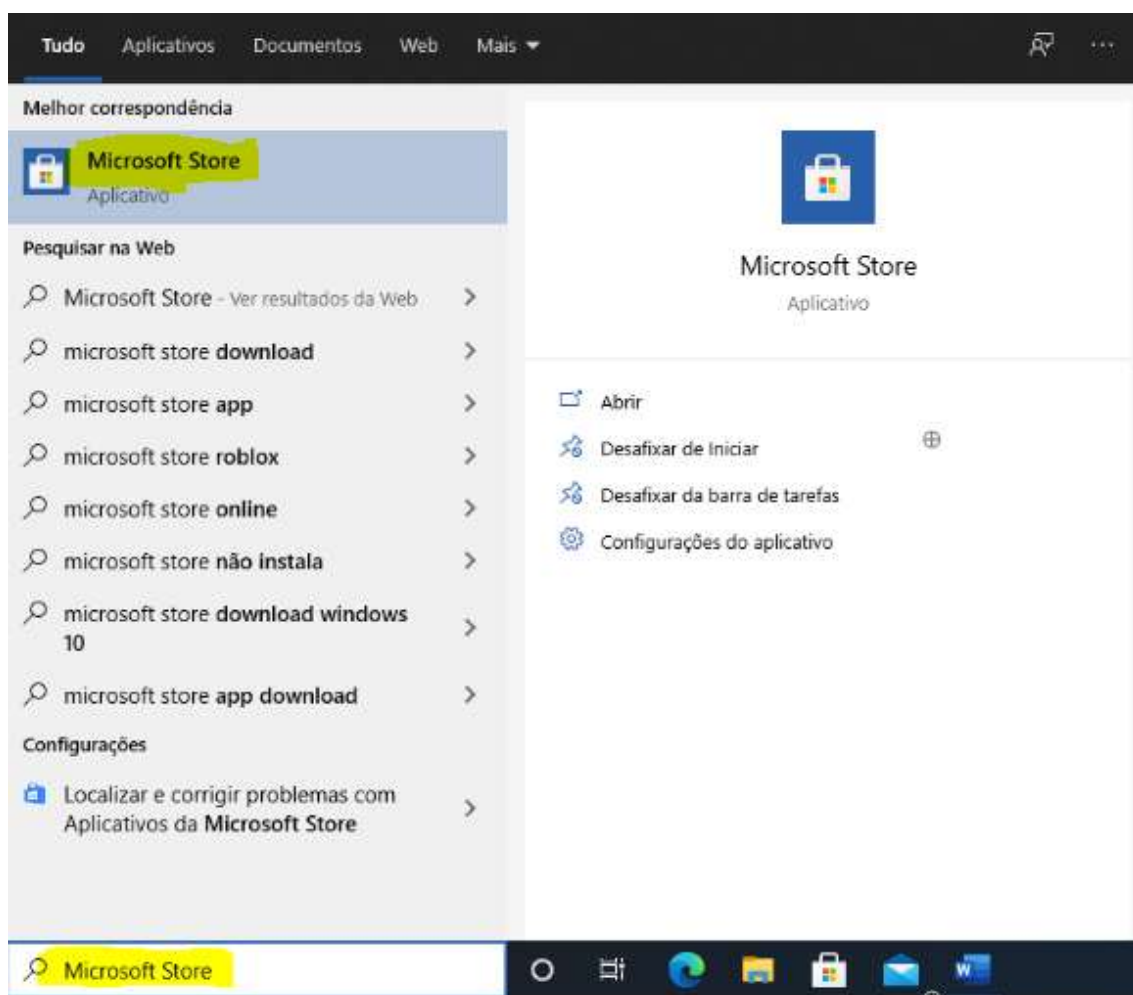 Tudo Aplicativos Documentos Web Mais
Melhor correspondência
Microsoft Store
Aplicativo
Pesquisar na Web
Microsoft Store - Ver resultados da Web
microsoft store download
microsoft store app
microsoft store roblox
microsoft store online
microsoft store não instala
microsoft store download windows
10
microsoft store app download
Configurações
Localizar e corrigir problemas com
Aplicativos da Microsoft Store
Microsoft Store
Aplicativo
Abrir
Desafixar de Iniciar
Desafixar da barra de tarefas
Configurações do aplicativo
Microsoft Store
W